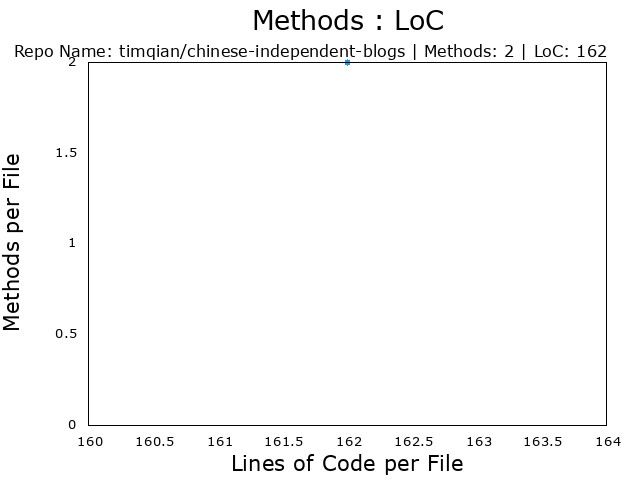 Methods : LoC
Repo Name: timqian/chinese-independent-blogs | Methods: 2 | LoC: 162
2
1.5
1
0.5
0
Methods per File
160 160.5 161 161.5 162 162.5 163 163.5 164
Lines of Code per File